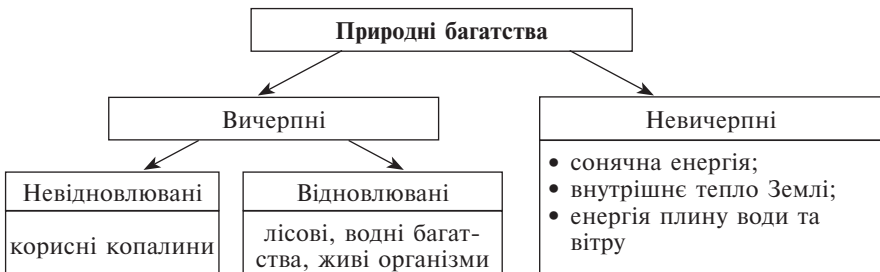 Природні багатства
Вичерпні
Невичерпні
• сонячна енергія;
• внутрішнє тепло Землі;
• енергія плину води та
вітру
Невідновлювані
корисні копалини
Відновлювані
лісові, водні багат-
ства, живі організми